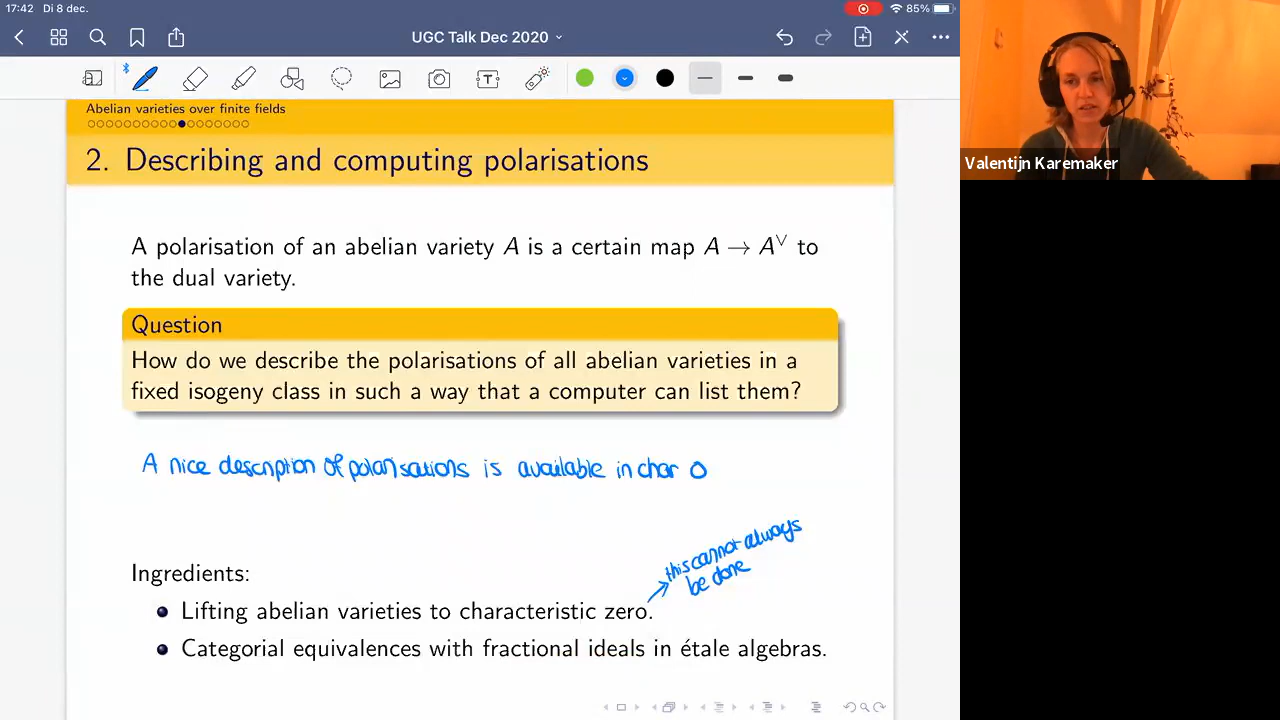 17:42 Di 8 dec. 85%
UGC Talk Dec 2020
Abelian varieties over finite fields
2. Describing and computing polarisations
Valentijn Karemaker
A polarisation of an abelian variety A is a certain map A → A∨ to
the dual variety.
Question
How do we describe the polarisations of all abelian varieties in a
fixed isogeny class in such a way that a computer can list them?
A nice description of polarisations is available in char 0
this cannot always
be done
Ingredients:
Lifting abelian varieties to characteristic zero.
Categorial equivalences with fractional ideals in étale algebras.